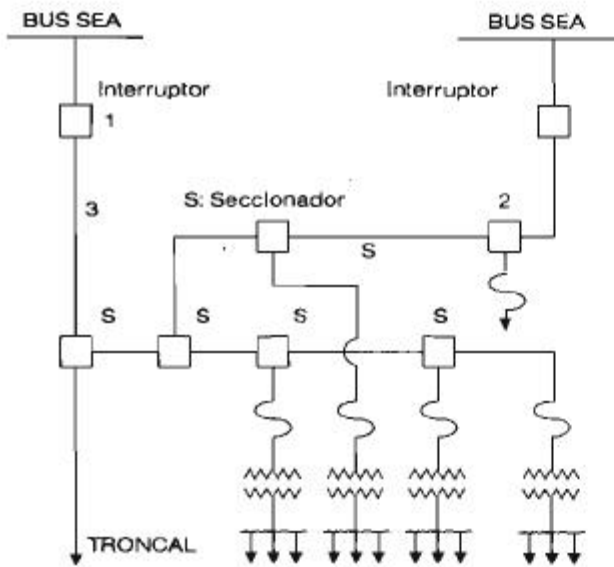 BUS SEA
BUS SEA
Interruptor
Interruptor
1
3
S: Seccionador
2
S
S
S
S
S
TRONCAL